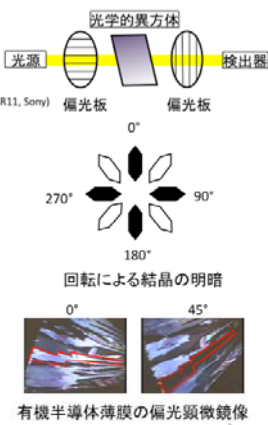 光学的異方体
光源
検出器
R11, Sony)
偏光板
偏光板
0°
270°
90°
180°
回転による結晶の明暗
0°
45°
有機半導体薄膜の偏光顕微鏡像